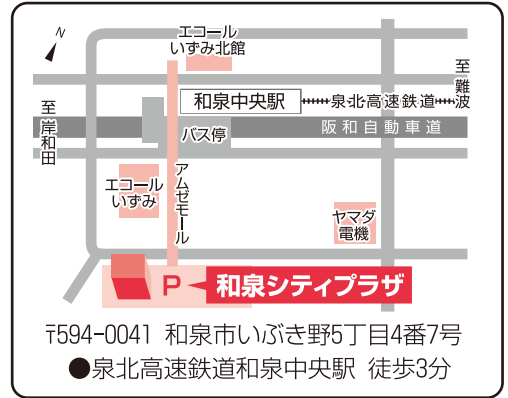 N
エコール
いずみ北館
至難波
和泉中央駅
泉北高速鉄道
至岸和田
バス停
阪和自動車道
アムゼモール
エコール
いずみ
ヤマダ
電機
P
和泉シティプラザ
〒594-0041 和泉市いぶき野5丁目4番7号
●泉北高速鉄道和泉中央駅 徒歩3分